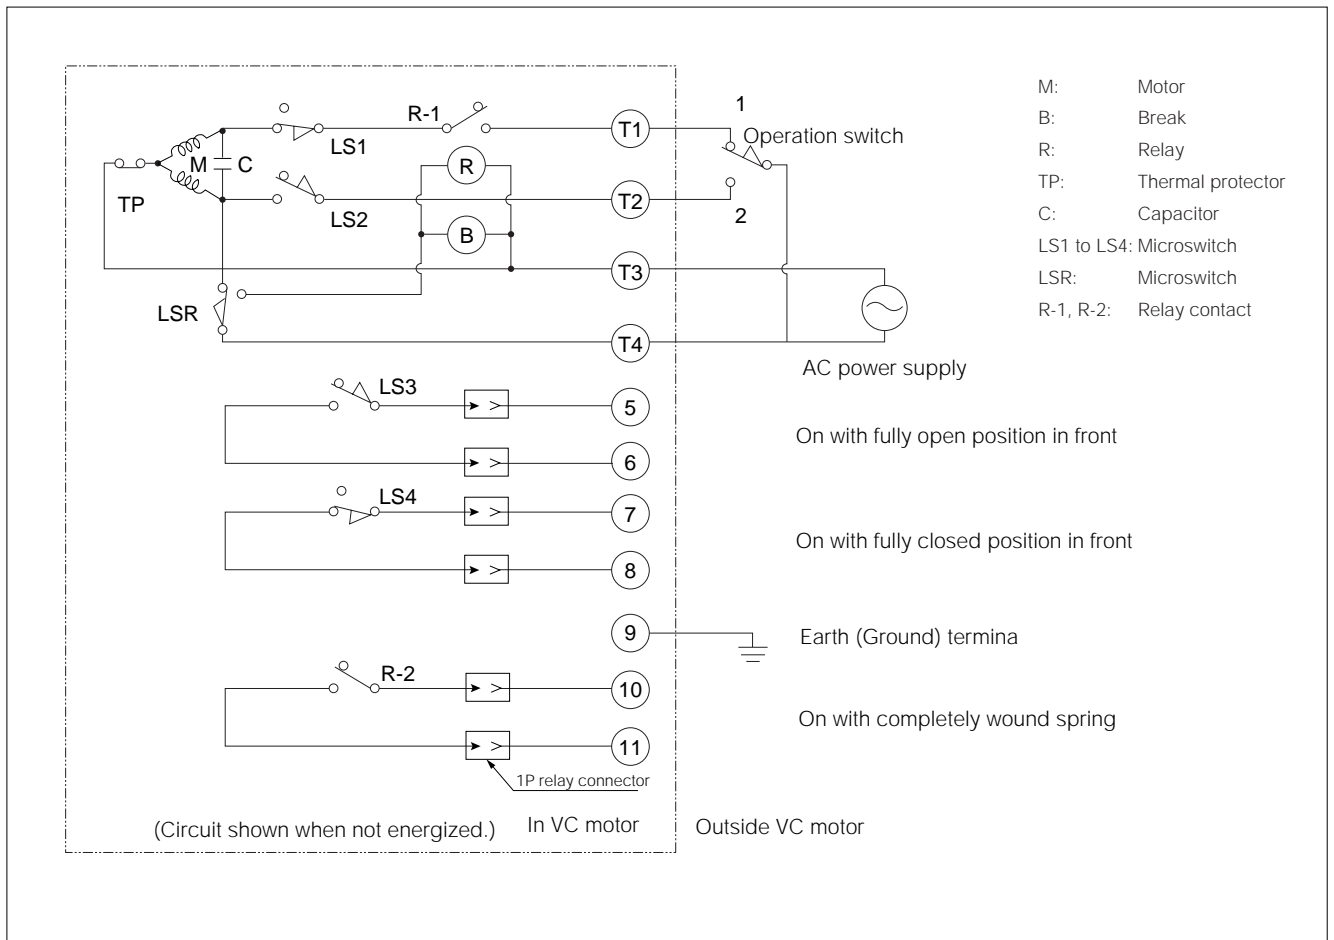 M: Motor
B: Break
R: Relay
TP: Thermal protector
C: Capacitor
LS1 to LS4: Microswitch
LSR: Microswitch
R-1, R-2: Relay contact
R-1
T1
1
Operation switch
LS1
M
C
R
TP
LS2
T2
2
B
T3
LSR
T4
AC power supply
LS3
5
On with fully open position in front
6
LS4
7
On with fully closed position in front
8
9
Earth (Ground) termina
R-2
10
On with completely wound spring
11
1P relay connector
(Circuit shown when not energized.)
In VC motor
Outside VC motor